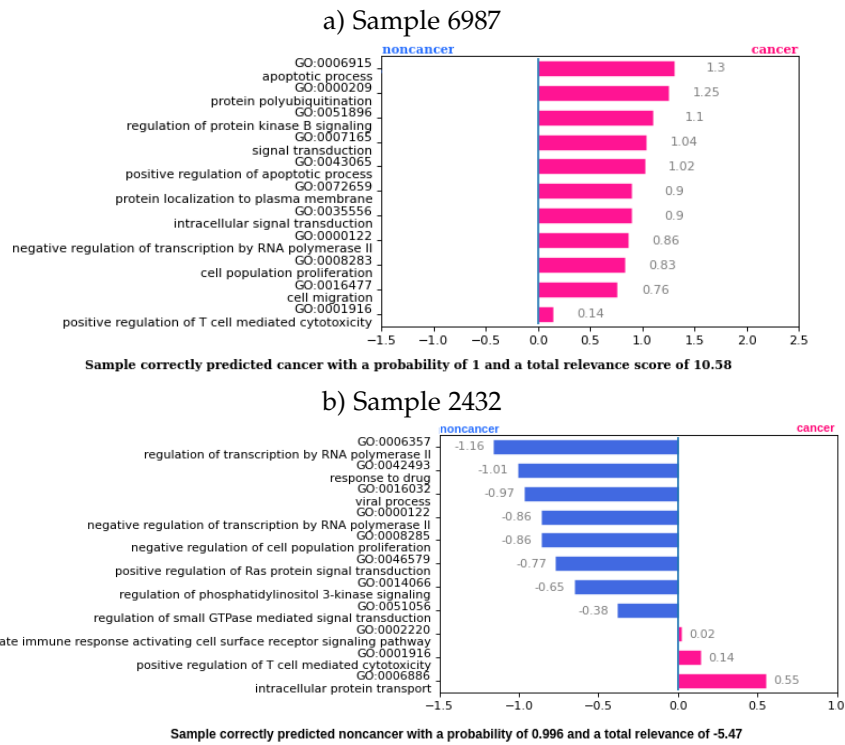 a) Sample 6987
noncancer cancer
GO:0006915
apoptotic process
1.3
GO:0000209
protein polyubiquitination
1.25
GO:0051896
regulation of protein kinase B signaling
1.1
GO:0007165
signal transduction
1.04
GO:0043065
positive regulation of apoptotic process
1.02
GO:0072659
protein localization to plasma membrane
0.9
GO:0035556
intracellular signal transduction
0.9
GO:0000122
negative regulation of transcription by RNA polymerase II
0.86
GO:0008283
cell population proliferation
0.83
GO:0016477
cell migration
0.76
GO:0001916
positive regulation of T cell mediated cytotoxicity
0.14
−1.5 −1.0 −0.5 0.0 0.5 1.0 1.5 2.0 2.5
Sample correctly predicted cancer with a probability of 1 and a total relevance score of 10.58
b) Sample 2432
noncancer cancer
GO:0006357
regulation of transcription by RNA polymerase II
-1.16
GO:0042493
response to drug
-1.01
GO:0016032
viral process
-0.97
GO:0000122
negative regulation of transcription by RNA polymerase II
-0.86
GO:0008285
negative regulation of cell population proliferation
-0.86
GO:0046579
positive regulation of Ras protein signal transduction
-0.77
GO:0014066
regulation of phosphatidylinositol 3-kinase signaling
-0.65
GO:0051056
regulation of small GTPase mediated signal transduction
-0.38
GO:0002220
ate immune response activating cell surface receptor signaling pathway
0.02
GO:0001916
positive regulation of T cell mediated cytotoxicity
0.14
GO:0006886
intracellular protein transport
0.55
−1.5 −1.0 −0.5 0.0 0.5 1.0
Sample correctly predicted noncancer with a probability of 0.996 and a total relevance of -5.47